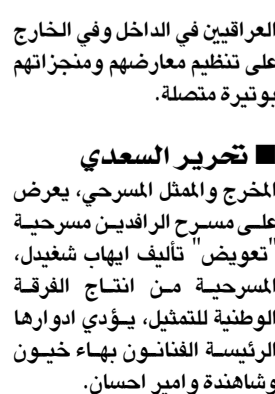 العراقيين في الداخل وفي الخارج
على تنظيم معارضهم ومنجزاتهم
بوتيرة متصلة.
■ تحرير السعدي
المخرج والممثل المسرحي، يعرض
على مسرح الرافدين مسرحية
"تعويض" تأليف ايهاب شغيدل،
المسرحية من انتاج الفرقة
الوطنية للتمثيل، يؤدي ادوارها
الرئيسة الفنانون بهاء خيون
وشاهندة وامير احسان.